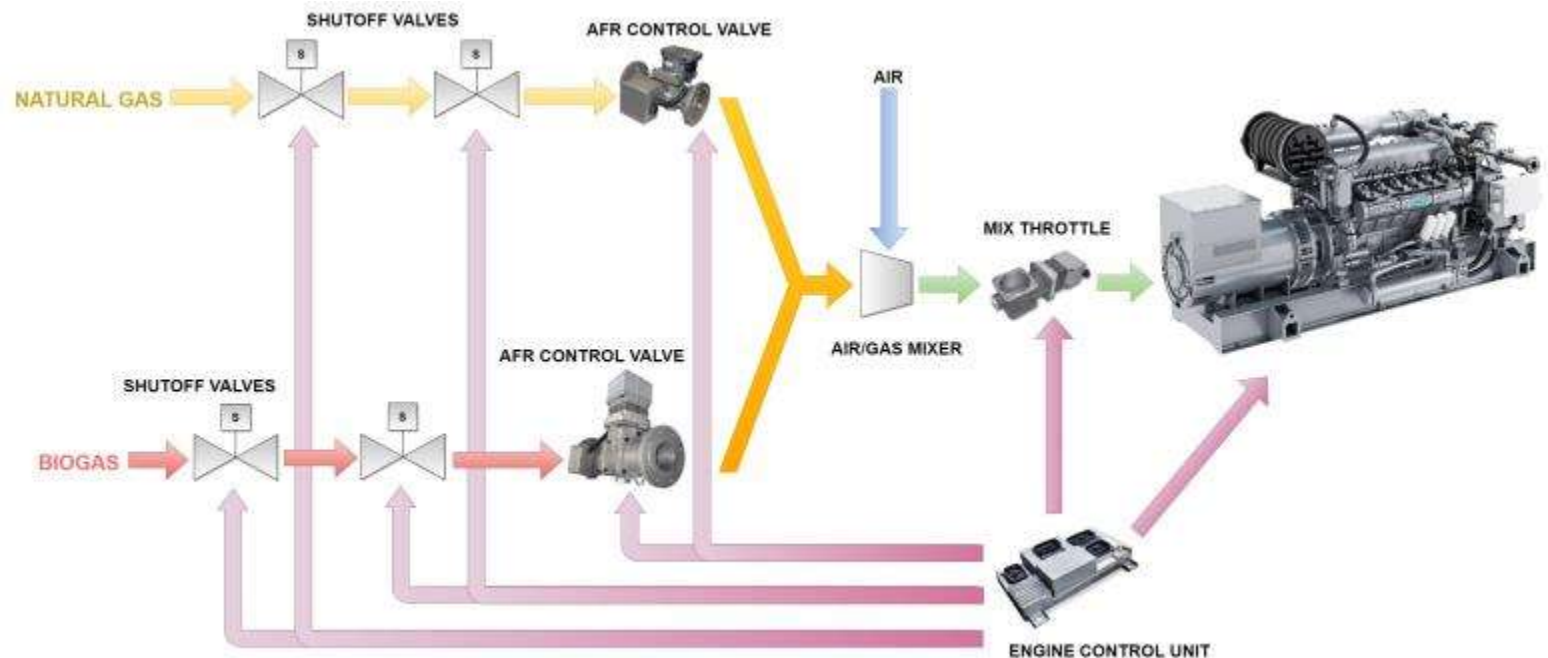 SHUTOFF VALVES
AFR CONTROL VALVE
S
S
NATURAL GAS
AIR
MIX THROTTLE
AIR/GAS MIXER
AFR CONTROL VALVE
SHUTOFF VALVES
S
S
BIOGAS
ENGINE CONTROL UNIT